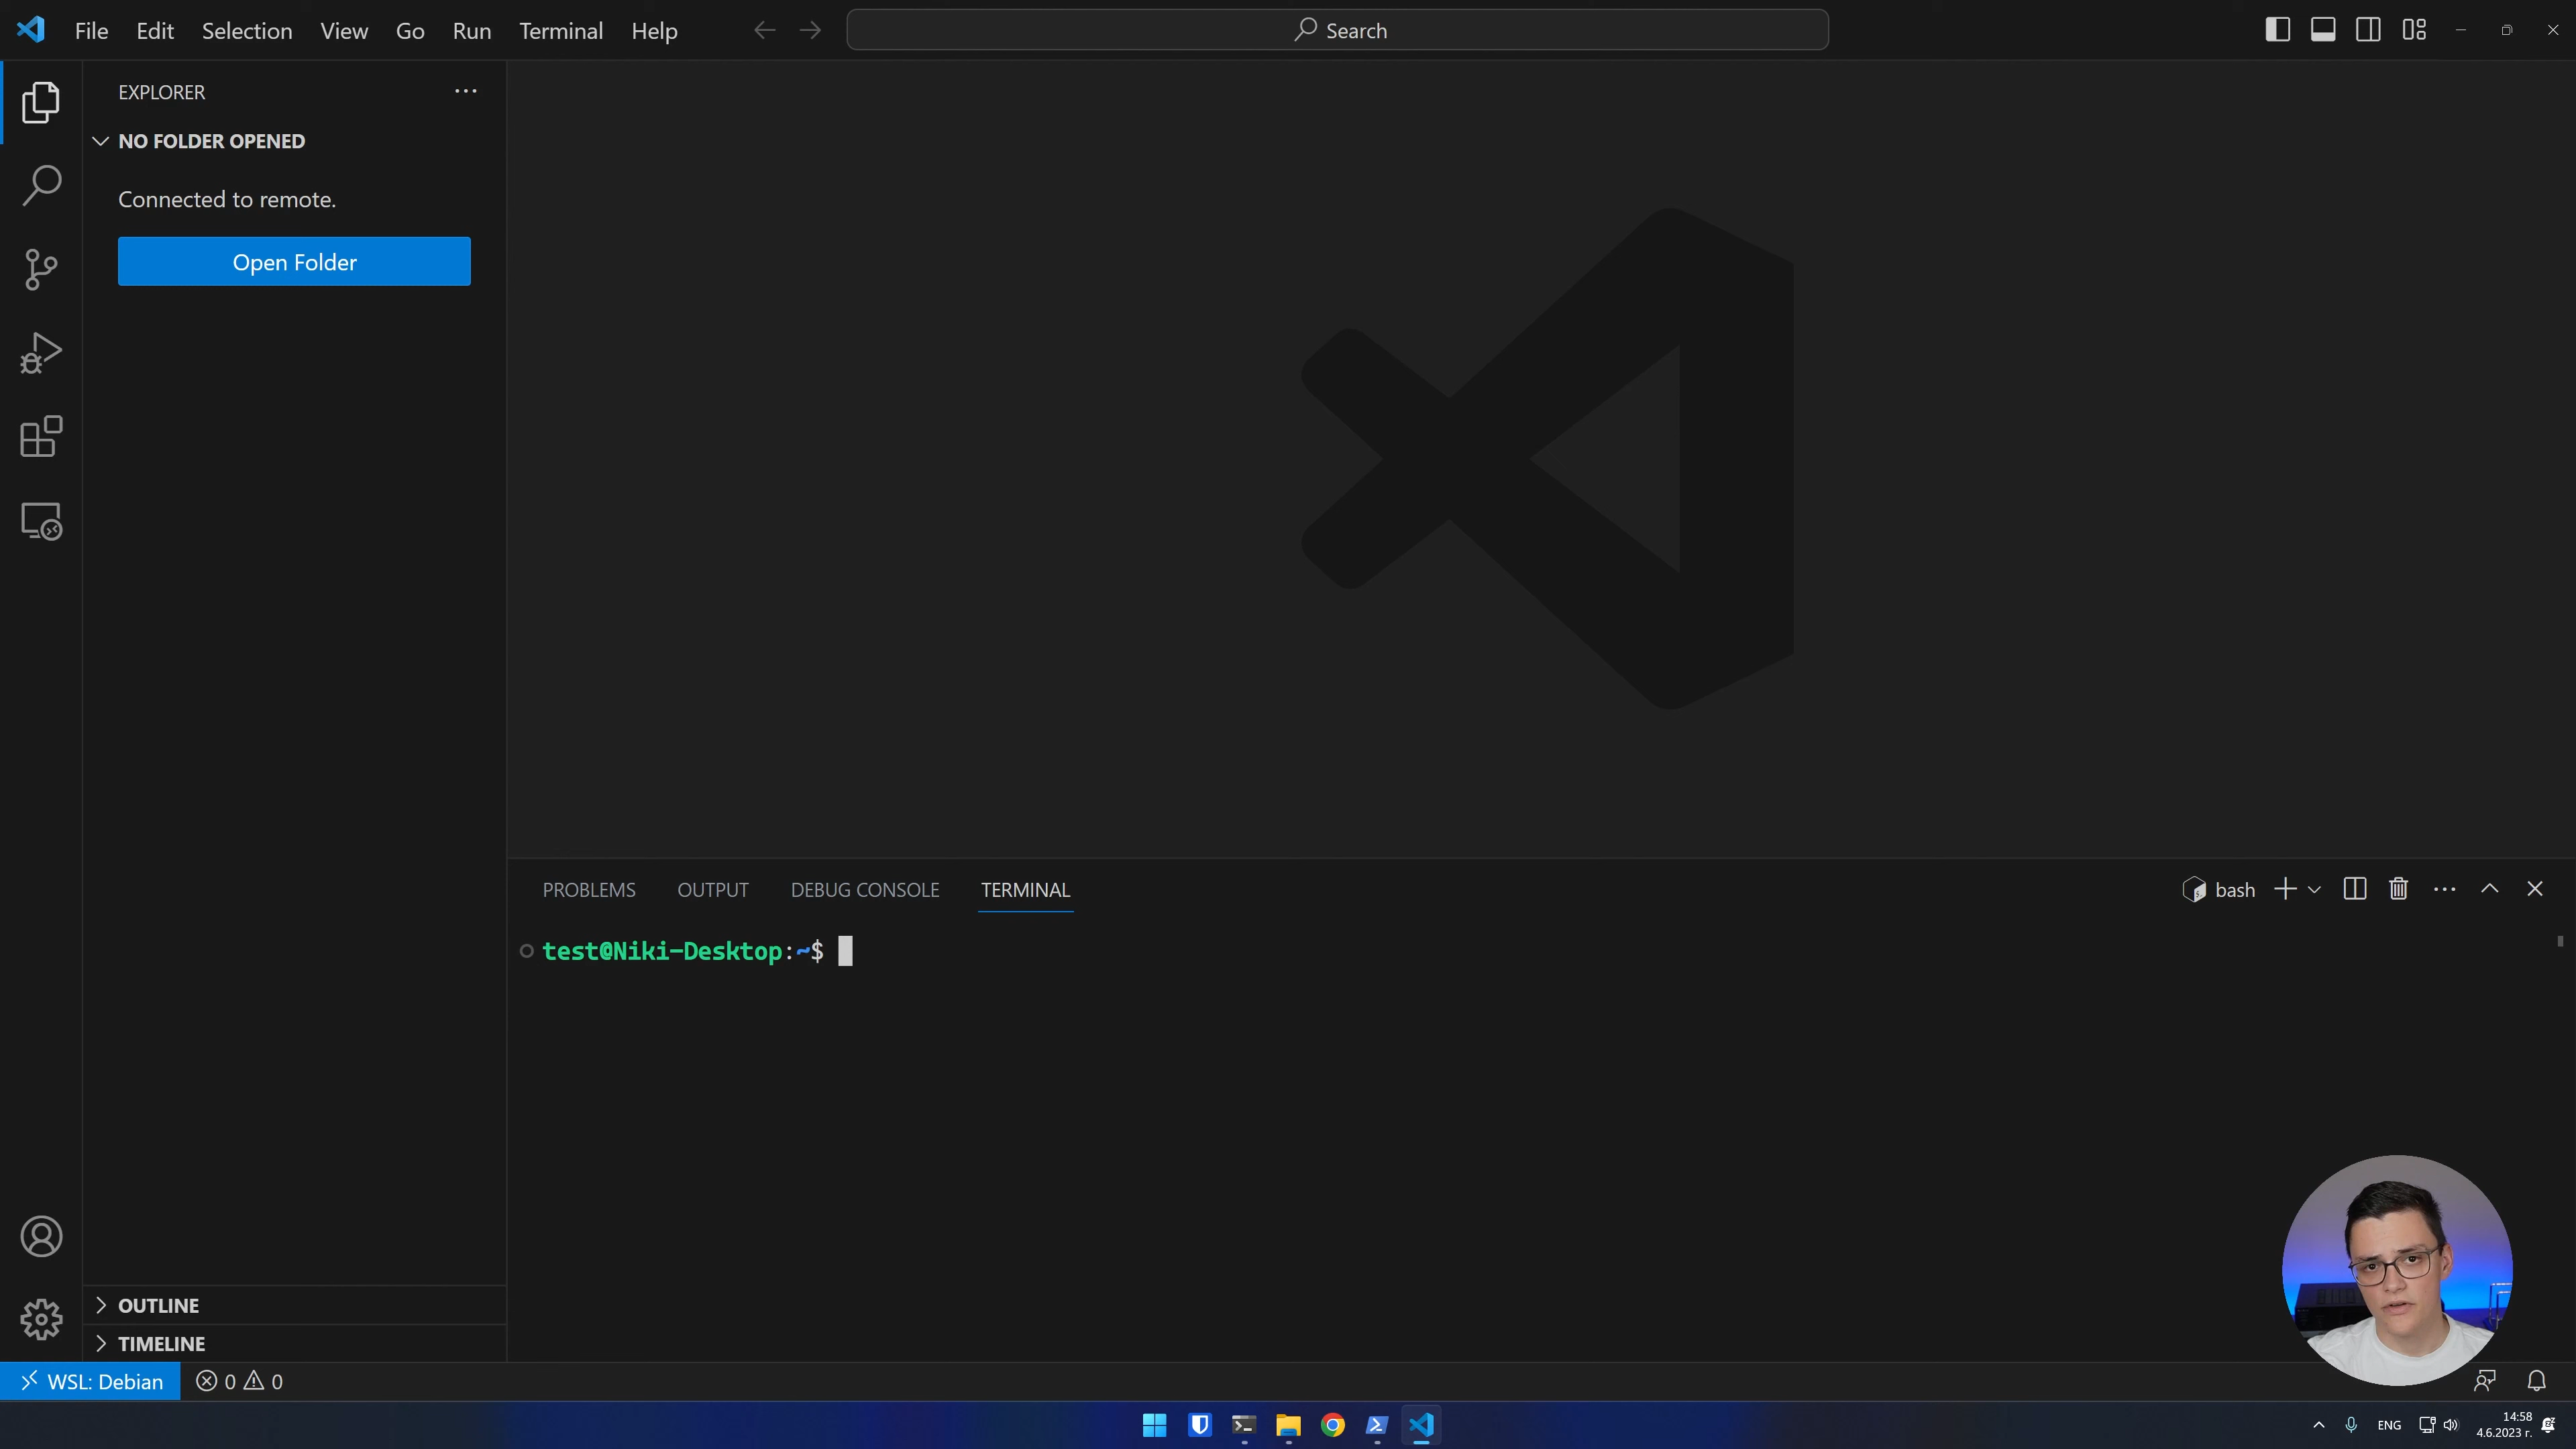 File Edit Selection View Go Run Terminal Help
Search
EXPLORER
NO FOLDER OPENED
Connected to remote.
Open Folder
PROBLEMS OUTPUT DEBUG CONSOLE TERMINAL
bash
test@Niki-Desktop:~$
OUTLINE
TIMELINE
WSL: Debian 0 0
ENG
14:58
4.6.2023 г.